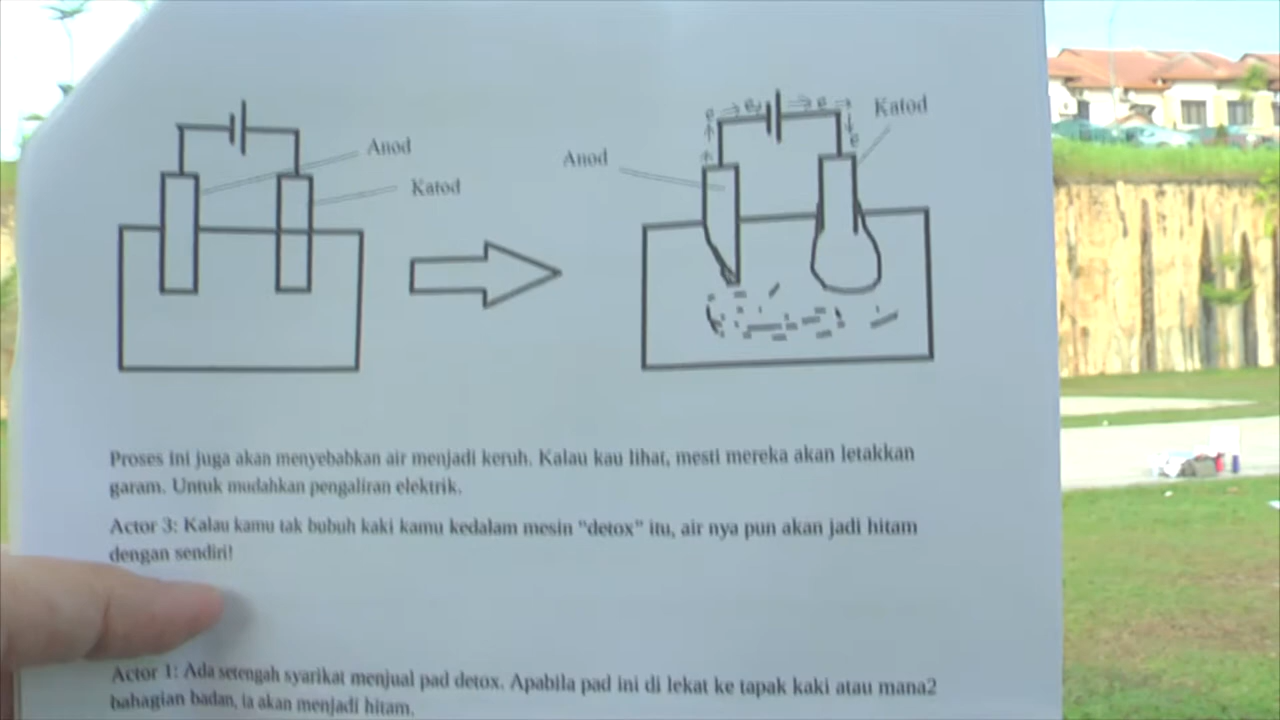 Anod
Katod
Anod
Katod
e e e e e
Proses ini juga akan menyebabkan air menjadi keruh. Kalau kau lihat, mesti mereka akan letakkan
garam. Untuk mudahkan pengaliran elektrik.
Actor 3: Kalau kamu tak bubuh kaki kamu kedalam mesin "detox" itu, air nya pun akan jadi hitam
dengan sendiri!
Actor 1: Ada setengah syarikat menjual pad detox. Apabila pad ini di lekat ke tapak kaki atau mana2
bahagian badan, ia akan menjadi hitam.